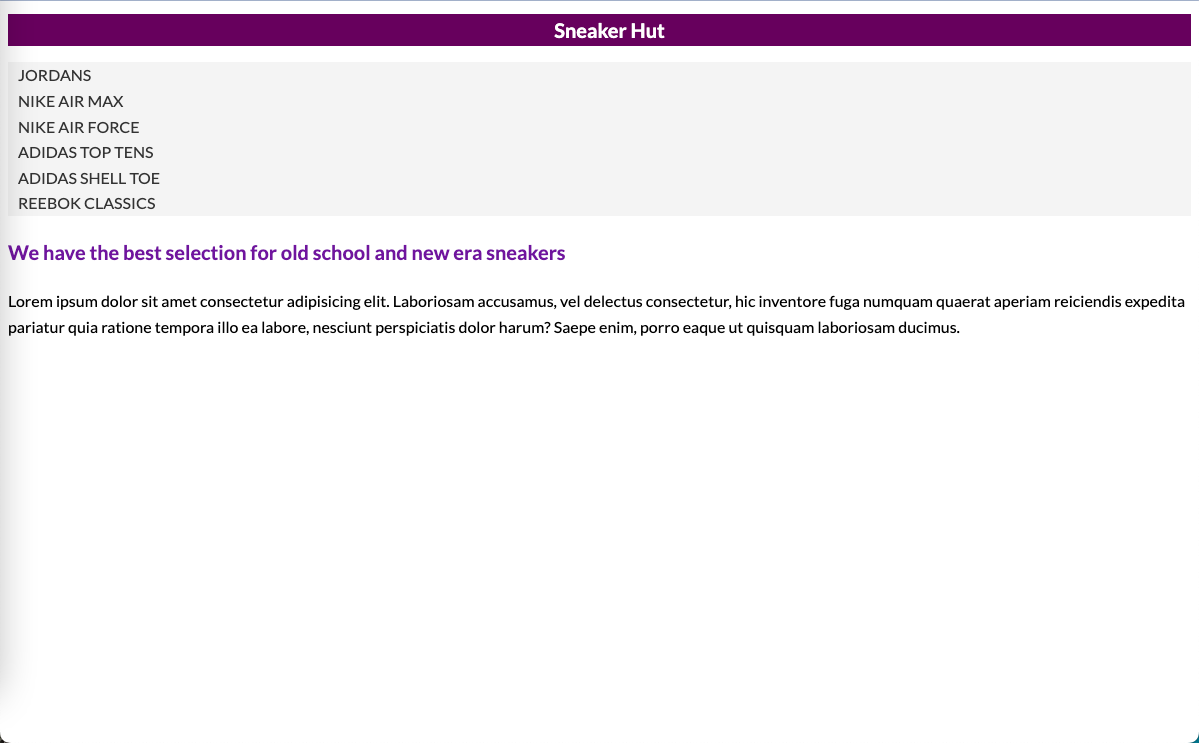 Sneaker Hut
JORDANS
NIKE AIR MAX
NIKE AIR FORCE
ADIDAS TOP TENS
ADIDAS SHELL TOE
REEBOK CLASSICS
We have the best selection for old school and new era sneakers
Lorem ipsum dolor sit amet consectetur adipisicing elit. Laboriosam accusamus, vel delectus consectetur, hic inventore fuga numquam quaerat aperiam reiciendis expedita
pariatur quia ratione tempora illo ea labore, nesciunt perspiciatis dolor harum? Saepe enim, porro eaque ut quisquam laboriosam ducimus.